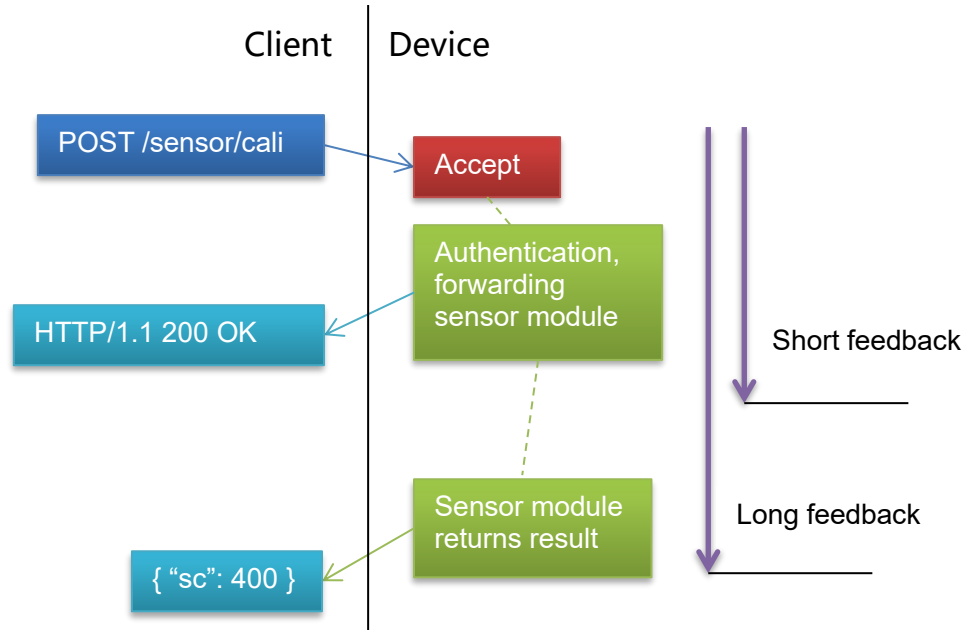 Client
Device
POST /sensor/cali
Accept
Authentication,
forwarding
sensor module
HTTP/1.1 200 OK
Short feedback
Sensor module
returns result
Long feedback
{ “sc”: 400 }